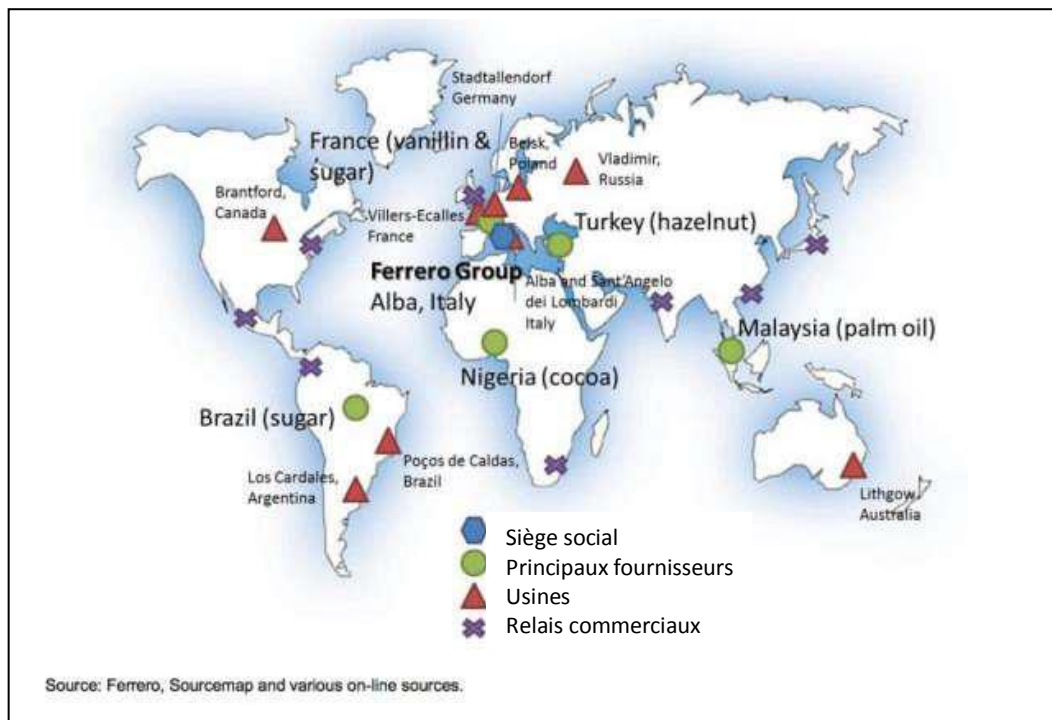 Stadtallendorf
Germany
France (vanillin &
sugar)
Belsk,
Poland
Vladimir,
Russia
Brantford,
Canada
Villers-Ecalles,
France
Turkey (hazelnut)
Ferrero Group
Alba, Italy
Alba and Sant'Angelo
dei Lombardi
Italy
Malaysia (palm oil)
Nigeria (cocoa)
Brazil (sugar)
Poços de Caldas,
Brazil
Los Cardales,
Argentina
Lithgow,
Australia
Siège social
Principaux fournisseurs
Usines
Relais commerciaux
Source: Ferrero, Sourcemap and various on-line sources.